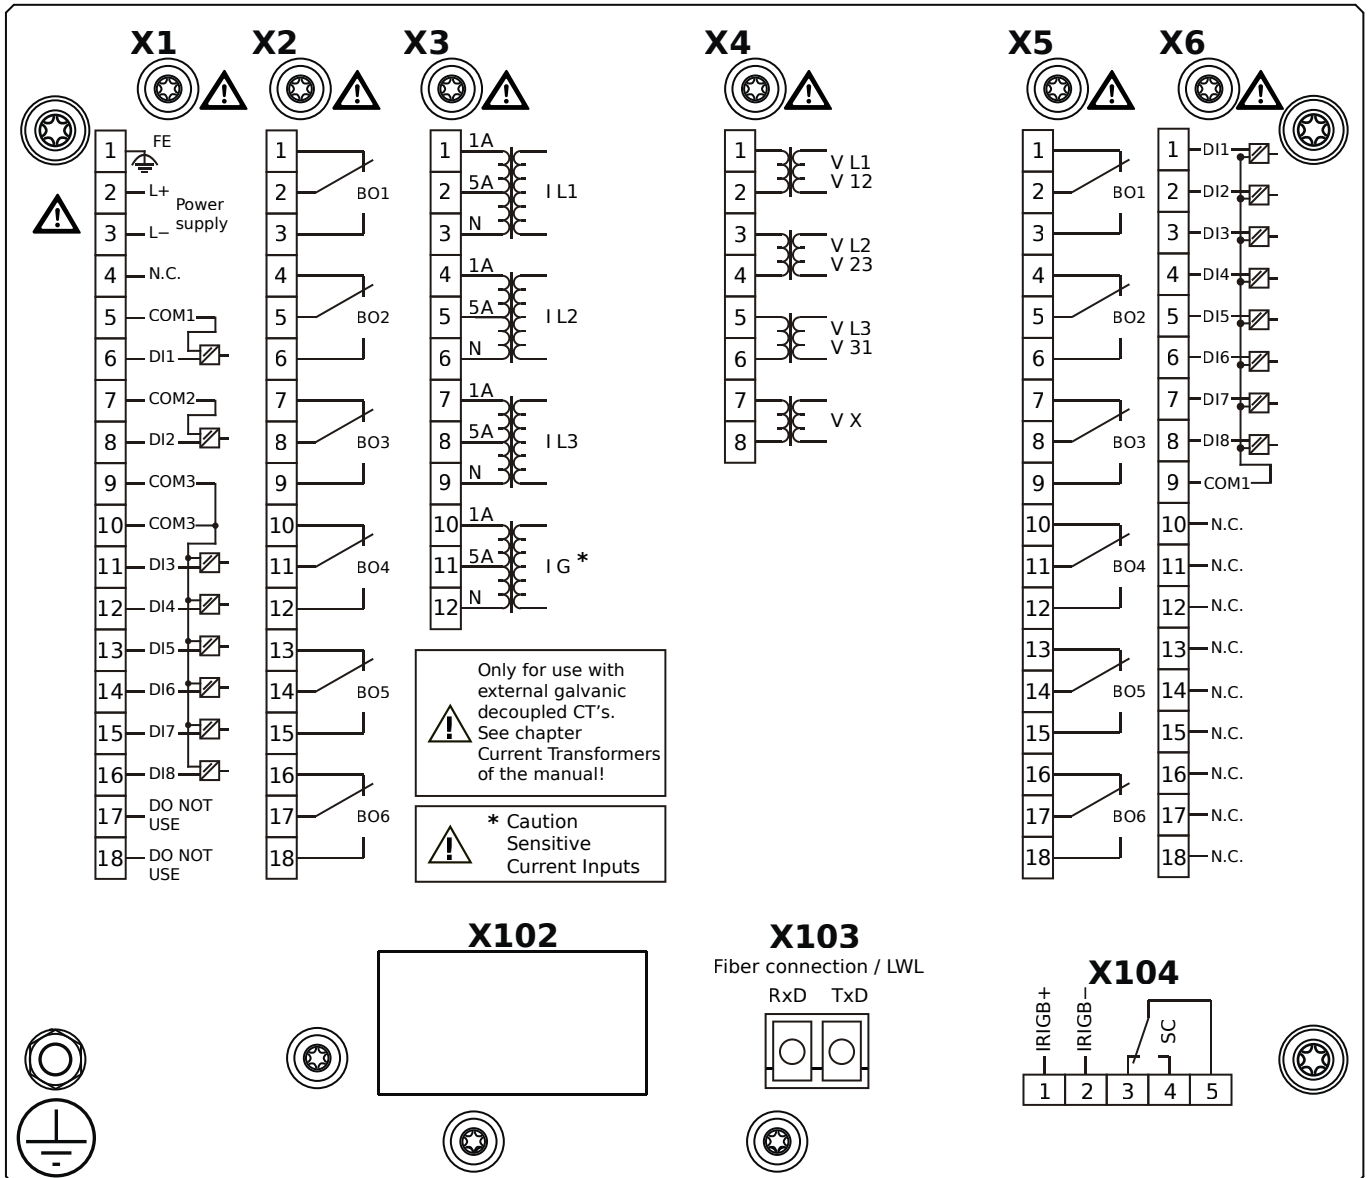 X1
X2
X3
X4
X5
X6
1 FE
2 L+
Power
supply
3 L−
4 N.C.
5 COM1
6 DI1
7 COM2
8 DI2
9 COM3
10 COM3
11 DI3
12 DI4
13 DI5
14 DI6
15 DI7
16 DI8
17 DO NOT
USE
18 DO NOT
USE
1
2 BO1
3
4
5 BO2
6
7
8 BO3
9
10
11 BO4
12
13
14 BO5
15
16
17 BO6
18
1 1A
2 5A I L1
3 N
4 1A
5 5A I L2
6 N
7 1A
8 5A I L3
9 N
10 1A
11 5A I G *
12 N
Only for use with
external galvanic
decoupled CT's.
See chapter
Current Transformers
of the manual!
* Caution
Sensitive
Current Inputs
1 V L1
2 V 12
3 V L2
4 V 23
5 V L3
6 V 31
7 V X
8
1
2 BO1
3
4
5 BO2
6
7
8 BO3
9
10
11 BO4
12
13
14 BO5
15
16
17 BO6
18
1 DI1
2 DI2
3 DI3
4 DI4
5 DI5
6 DI6
7 DI7
8 DI8
9 COM1
10 N.C.
11 N.C.
12 N.C.
13 N.C.
14 N.C.
15 N.C.
16 N.C.
17 N.C.
18 N.C.
X102
X103
Fiber connection / LWL
RxD TxD
X104
IRIGB+
IRIGB−
SC
1 2 3 4 5